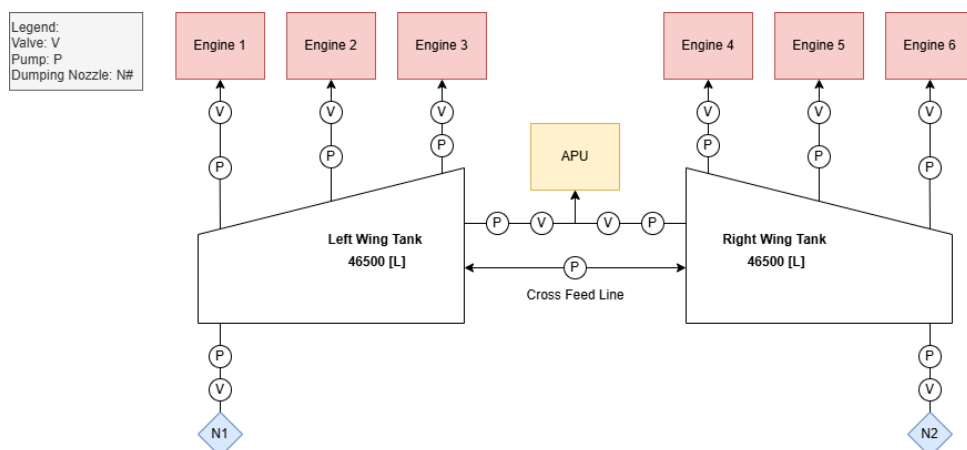 Legend:
Valve: V
Pump: P
Dumping Nozzle: N#
Engine 1
Engine 2
Engine 3
Engine 4
Engine 5
Engine 6
V
V
V
V
V
V
P
P
P
P
P
P
APU
P
V
V
P
Left Wing Tank
46500 [L]
Right Wing Tank
46500 [L]
P
Cross Feed Line
P
P
V
V
N1
N2